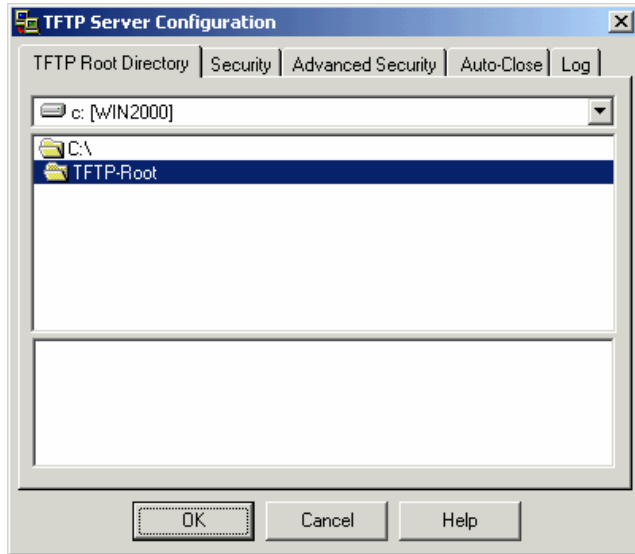 TFTP Server Configuration
TFTP Root Directory Security Advanced Security Auto-Close Log
c: [WIN2000]
C:\
TFTP-Root
OK Cancel Help